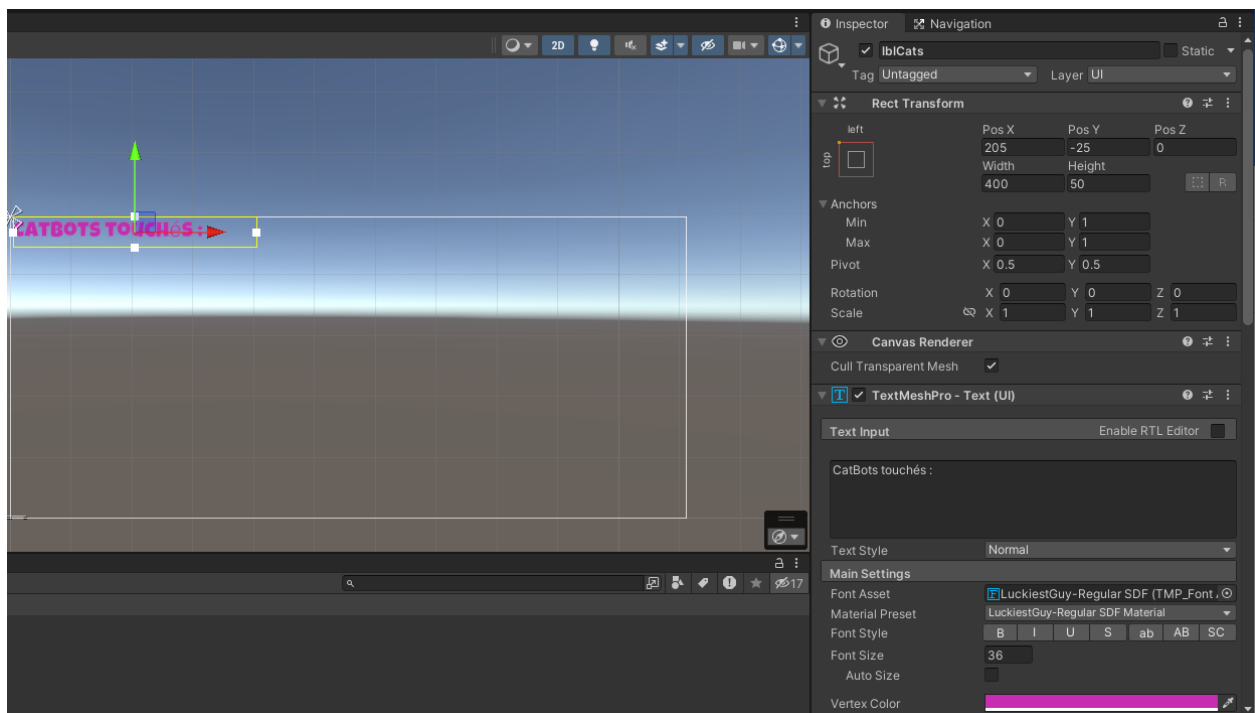 Inspector Navigation
2D
lblCats Static
Tag Untagged Layer UI
Rect Transform
left Pos X Pos Y Pos Z
top 205 -25 0
Width Height
400 50 R
CATBOTS TOUCHéS :
Anchors
Min X 0 Y 1
Max X 0 Y 1
Pivot X 0.5 Y 0.5
Rotation X 0 Y 0 Z 0
Scale X 1 Y 1 Z 1
Canvas Renderer
Cull Transparent Mesh
T TextMeshPro - Text (UI)
Text Input Enable RTL Editor
CatBots touchés :
Text Style Normal
Main Settings
17
Font Asset LuckiestGuy-Regular SDF (TMP_Font
Material Preset LuckiestGuy-Regular SDF Material
Font Style B I U S ab AB SC
Font Size 36
Auto Size
Vertex Color